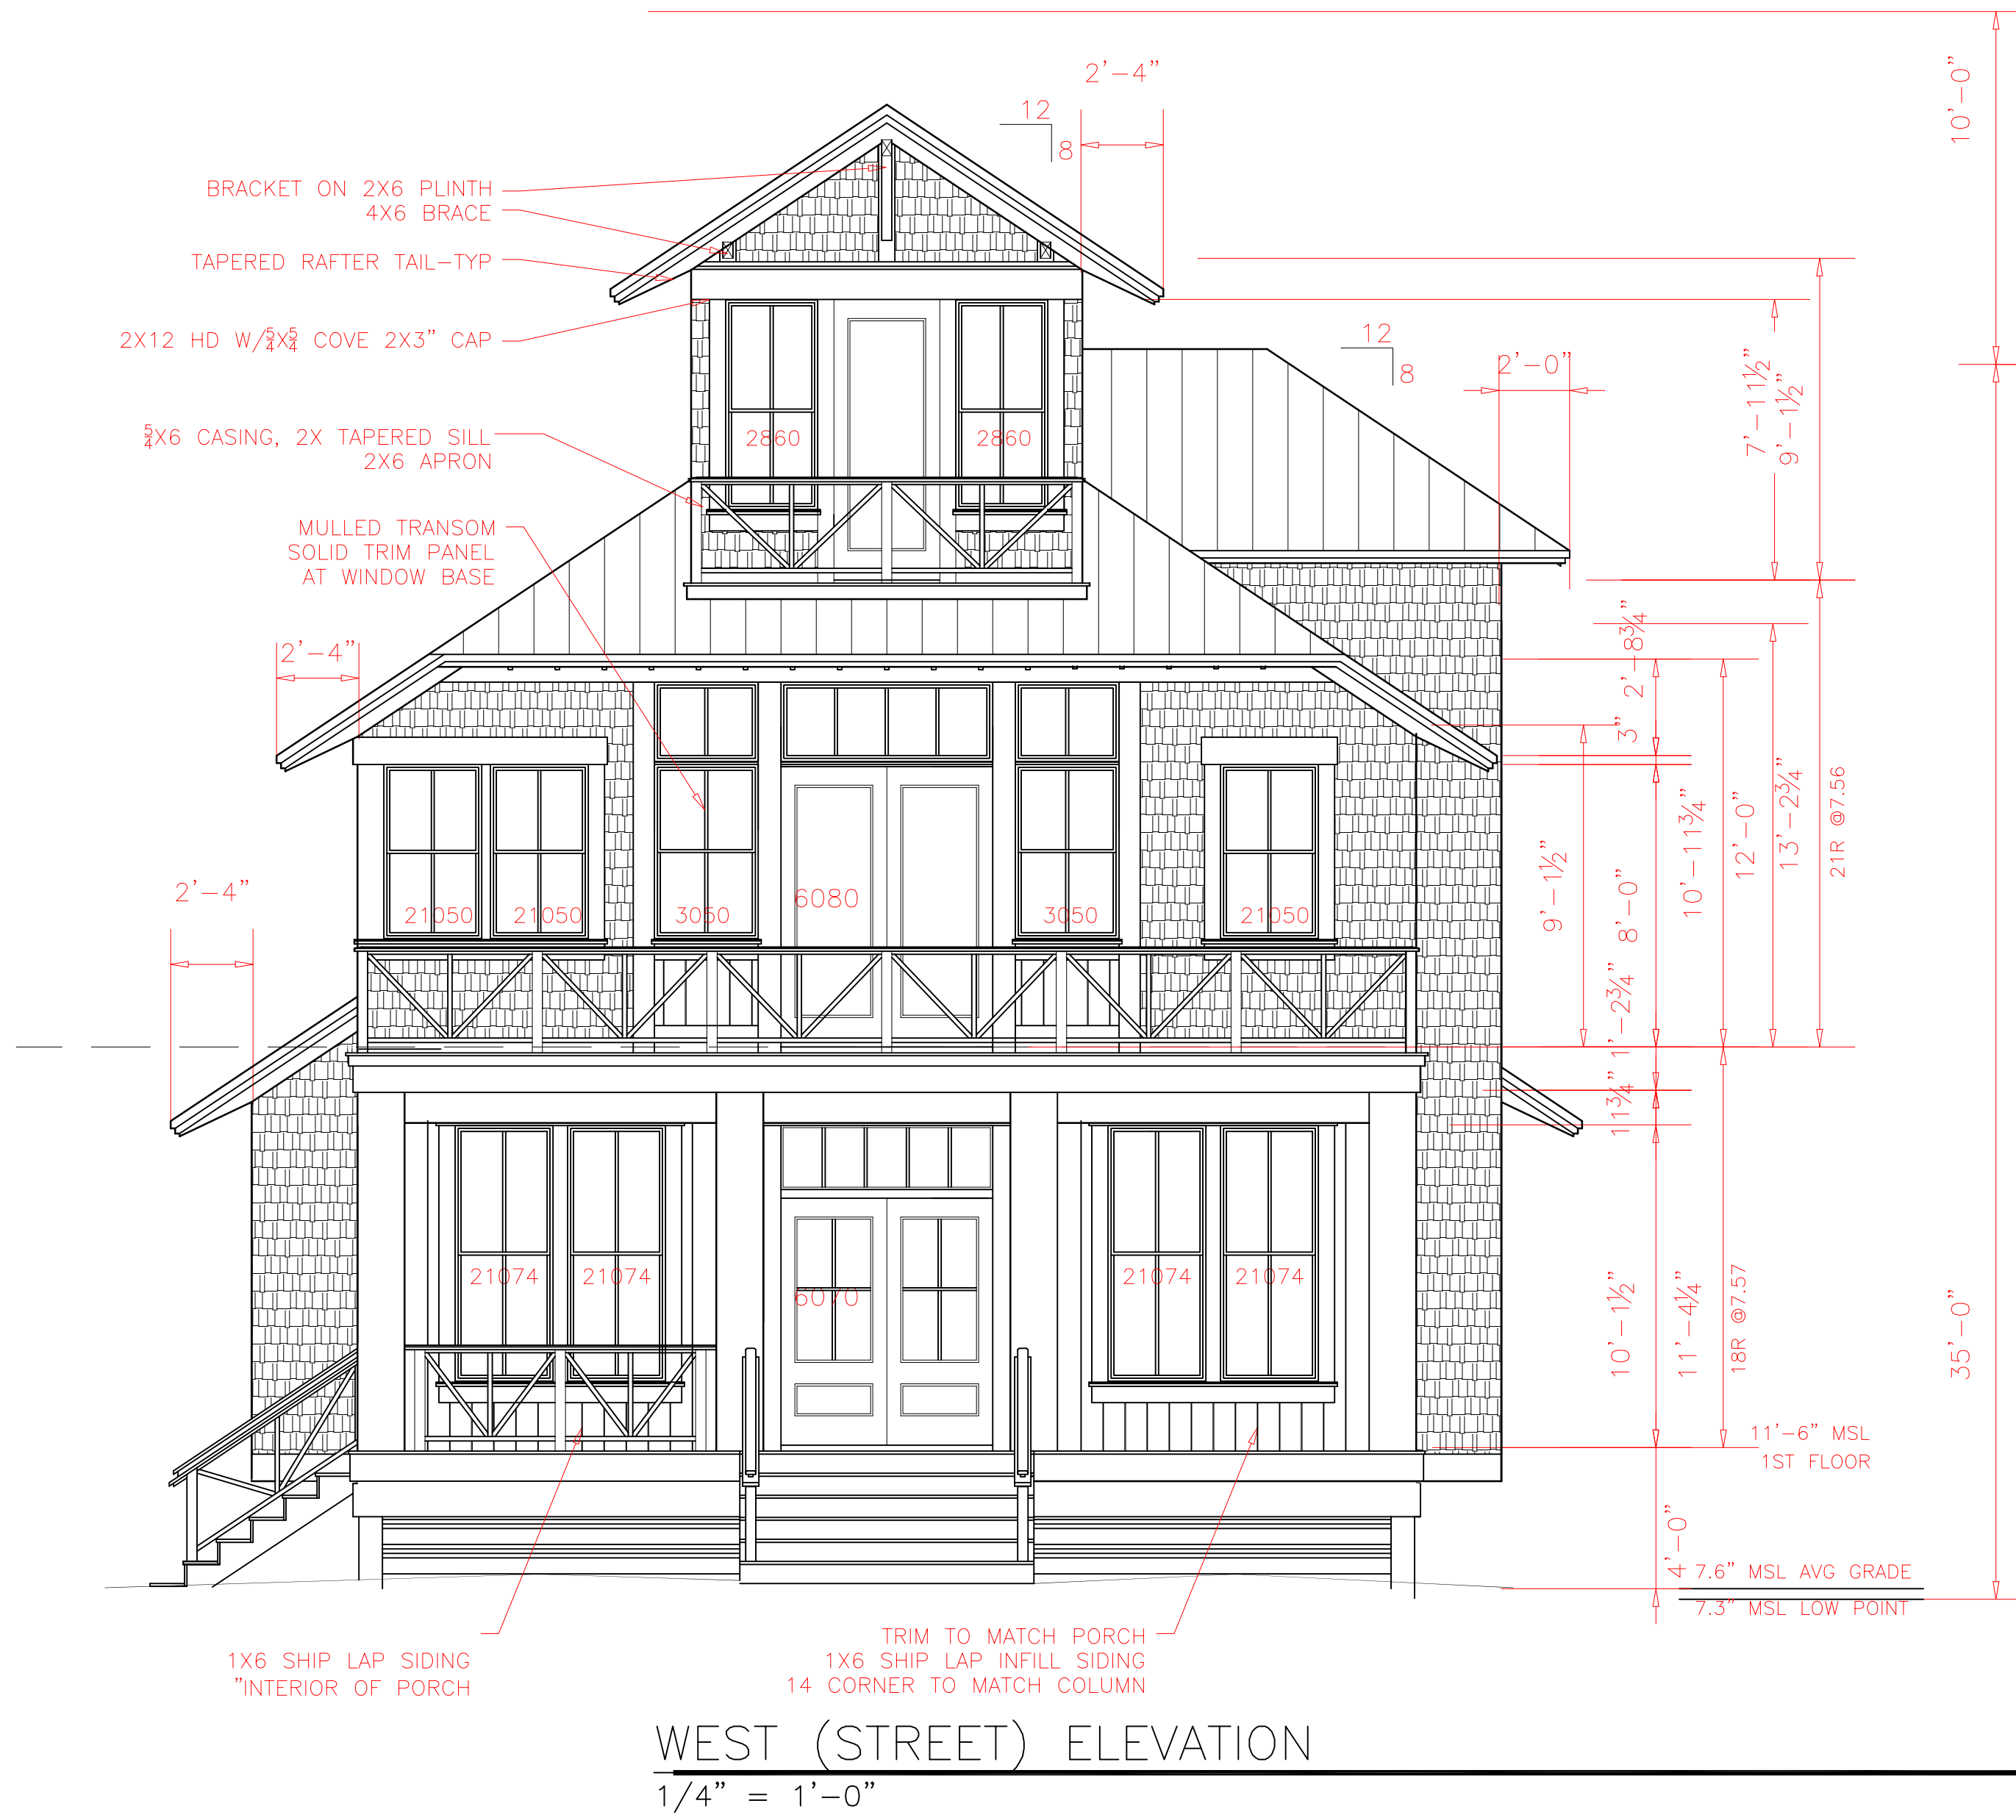 2'-4"
10'-0"
12
8
BRACKET ON 2X6 PLINTH
4X6 BRACE
TAPERED RAFTER TAIL-TYP
2X12 HD W/5/4X5/4 COVE 2X3" CAP
12
8
2'-0"
7'-11½"
9'-1½"
5/4X6 CASING, 2X TAPERED SILL
2X6 APRON
2860
2860
MULLED TRANSOM
SOLID TRIM PANEL
AT WINDOW BASE
2'-4"
2'-8¾"
3"
2'-4"
21050
21050
3050
6080
3050
21050
9'-1½"
8'-0"
10'-11¾"
12'-0"
13'-2¾"
21R @7.56
1'-2¾"
11¾"
21074
21074
6070
21074
21074
10'-1½"
11'-4¼"
18R @7.57
35'-0"
11'-6" MSL
1ST FLOOR
4'-0"
7.6" MSL AVG GRADE
7.3" MSL LOW POINT
1X6 SHIP LAP SIDING
"INTERIOR OF PORCH
TRIM TO MATCH PORCH
1X6 SHIP LAP INFILL SIDING
14 CORNER TO MATCH COLUMN
WEST (STREET) ELEVATION
1/4" = 1'-0"